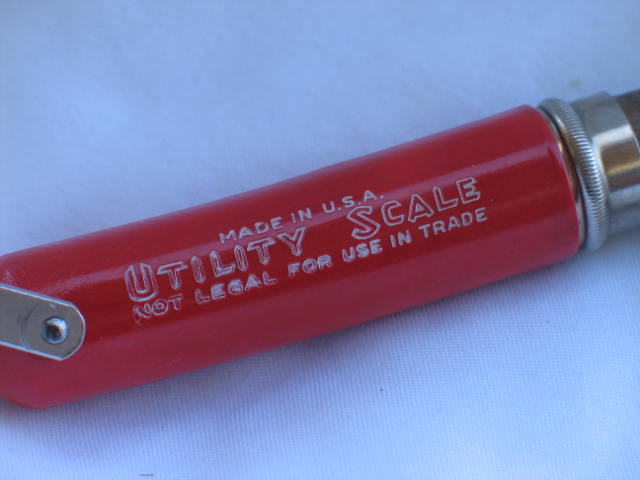 MADE IN U.S.A.
UTILITY SCALE
NOT LEGAL FOR USE IN TRADE